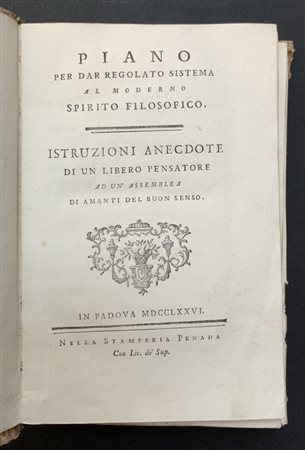 PIANO
PER DAR REGOLATO SISTEMA
AL MODERNO
SPIRITO FILOSOFICO.
ISTRUZIONI ANECDOTE
DI UN LIBERO PENSATORE
AD UN' ASSEMBLEA
DI AMANTI DEL BUON SENSO.
IN PADOVA MDCCLXXVI.
NELLA STAMPERIA PENADA
Con Lic. de' Sup.